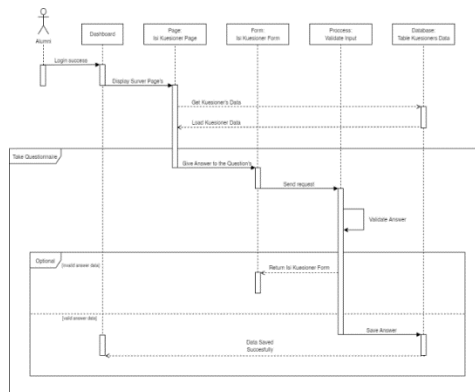 Alumni
Dashboard
Page:
Isi Kuesioner Page
Form:
Isi Kuesioner Form
Proccess:
Validate Input
Database:
Table Kuesioners Data
Login success
Display Surver Page's
Get Kuesioner's Data
Load Kuesioner Data
Take Questionnaire
Give Answer to the Question's
Send request
Validate Answer
Optional
[invalid answer data]
Return Isi Kuesioner Form
[valid answer data]
Save Answer
Data Saved
Succesfully